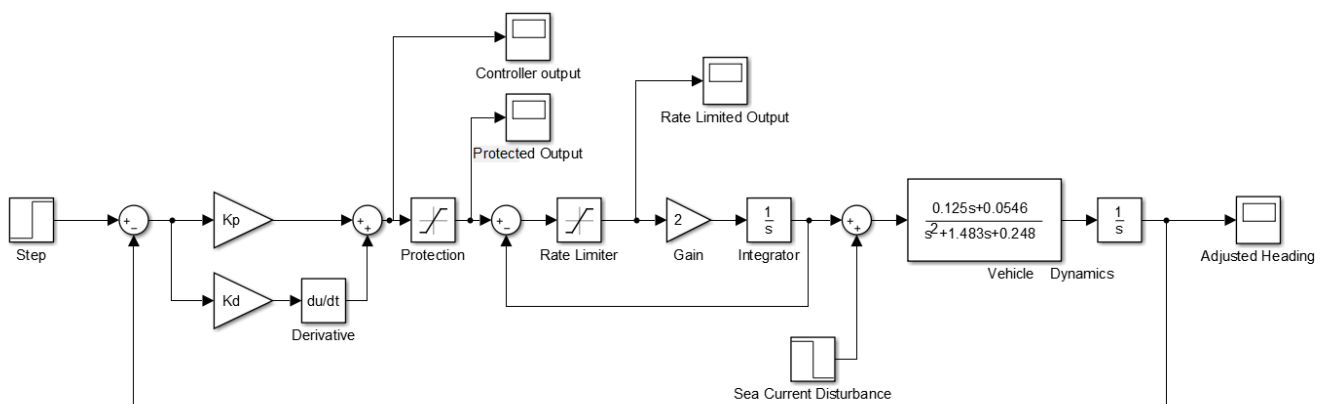 Controller output
Protected Output
Rate Limited Output
Step
+
−
Kp
Kd
du/dt
Derivative
+
+
Protection
+
−
Rate Limiter
2
Gain
1
s
Integrator
+
+
Sea Current Disturbance
0.125s+0.0546
s2+1.483s+0.248
Vehicle Dynamics
1
s
Adjusted Heading